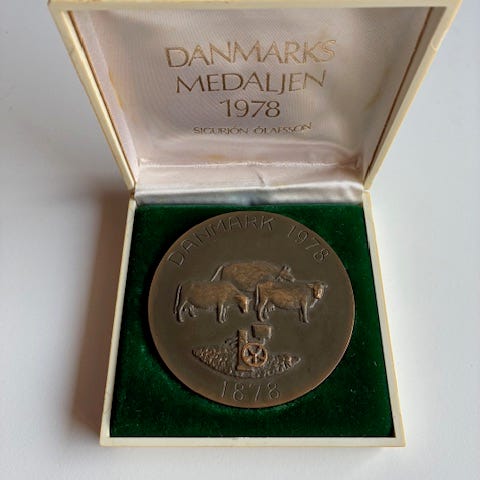 DANMARKS
MEDALJEN
1978
SIGURJÓN ÓLAFSSON
DANMARK 1978
1878